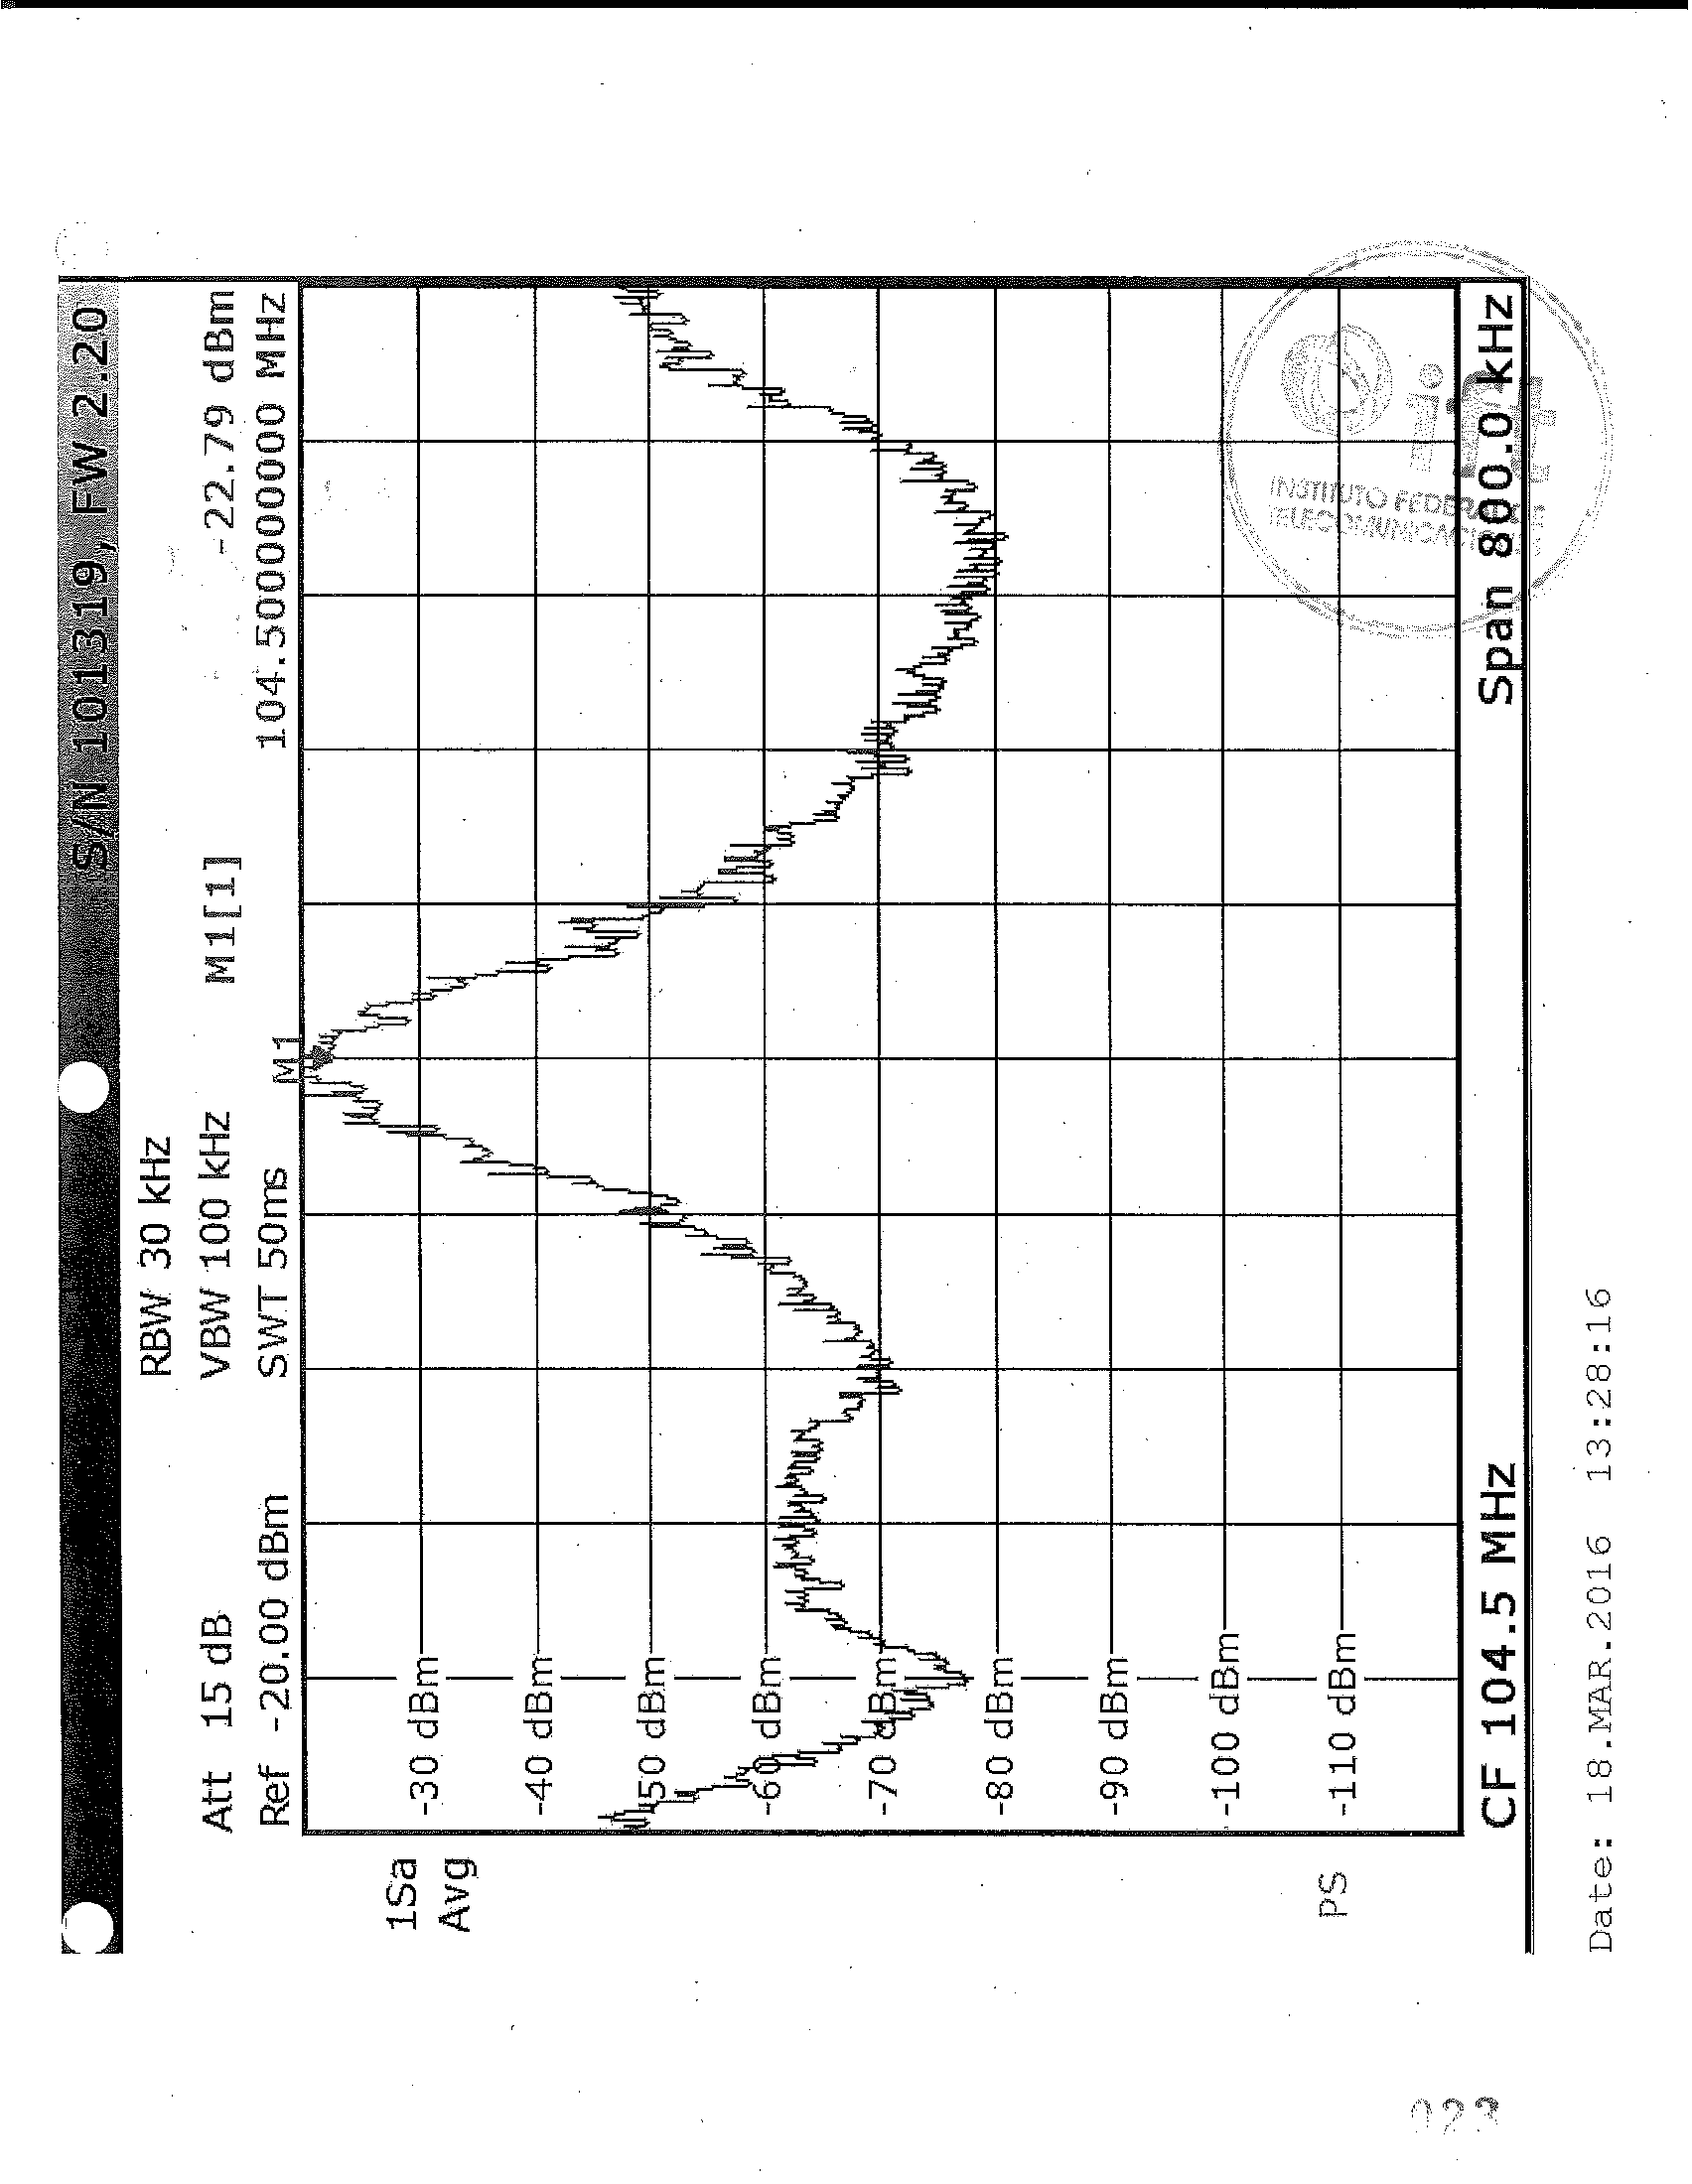 S/N 101319, FW 2.20
RBW 30 kHz
Att 15 dB VBW 100 kHz M1[1] -22.79 dBm
Ref -20.00 dBm SWT 50ms 104.50000000 MHz
M1
1Sa
Avg
-30 dBm
-40 dBm
-50 dBm
-60 dBm
-70 dBm
-80 dBm
-90 dBm
-100 dBm
-110 dBm
PS
CF 104.5 MHz Span 800.0 kHz
Date: 18.MAR.2016 13:28:16
ift
INSTITUTO FEDERAL DE
023